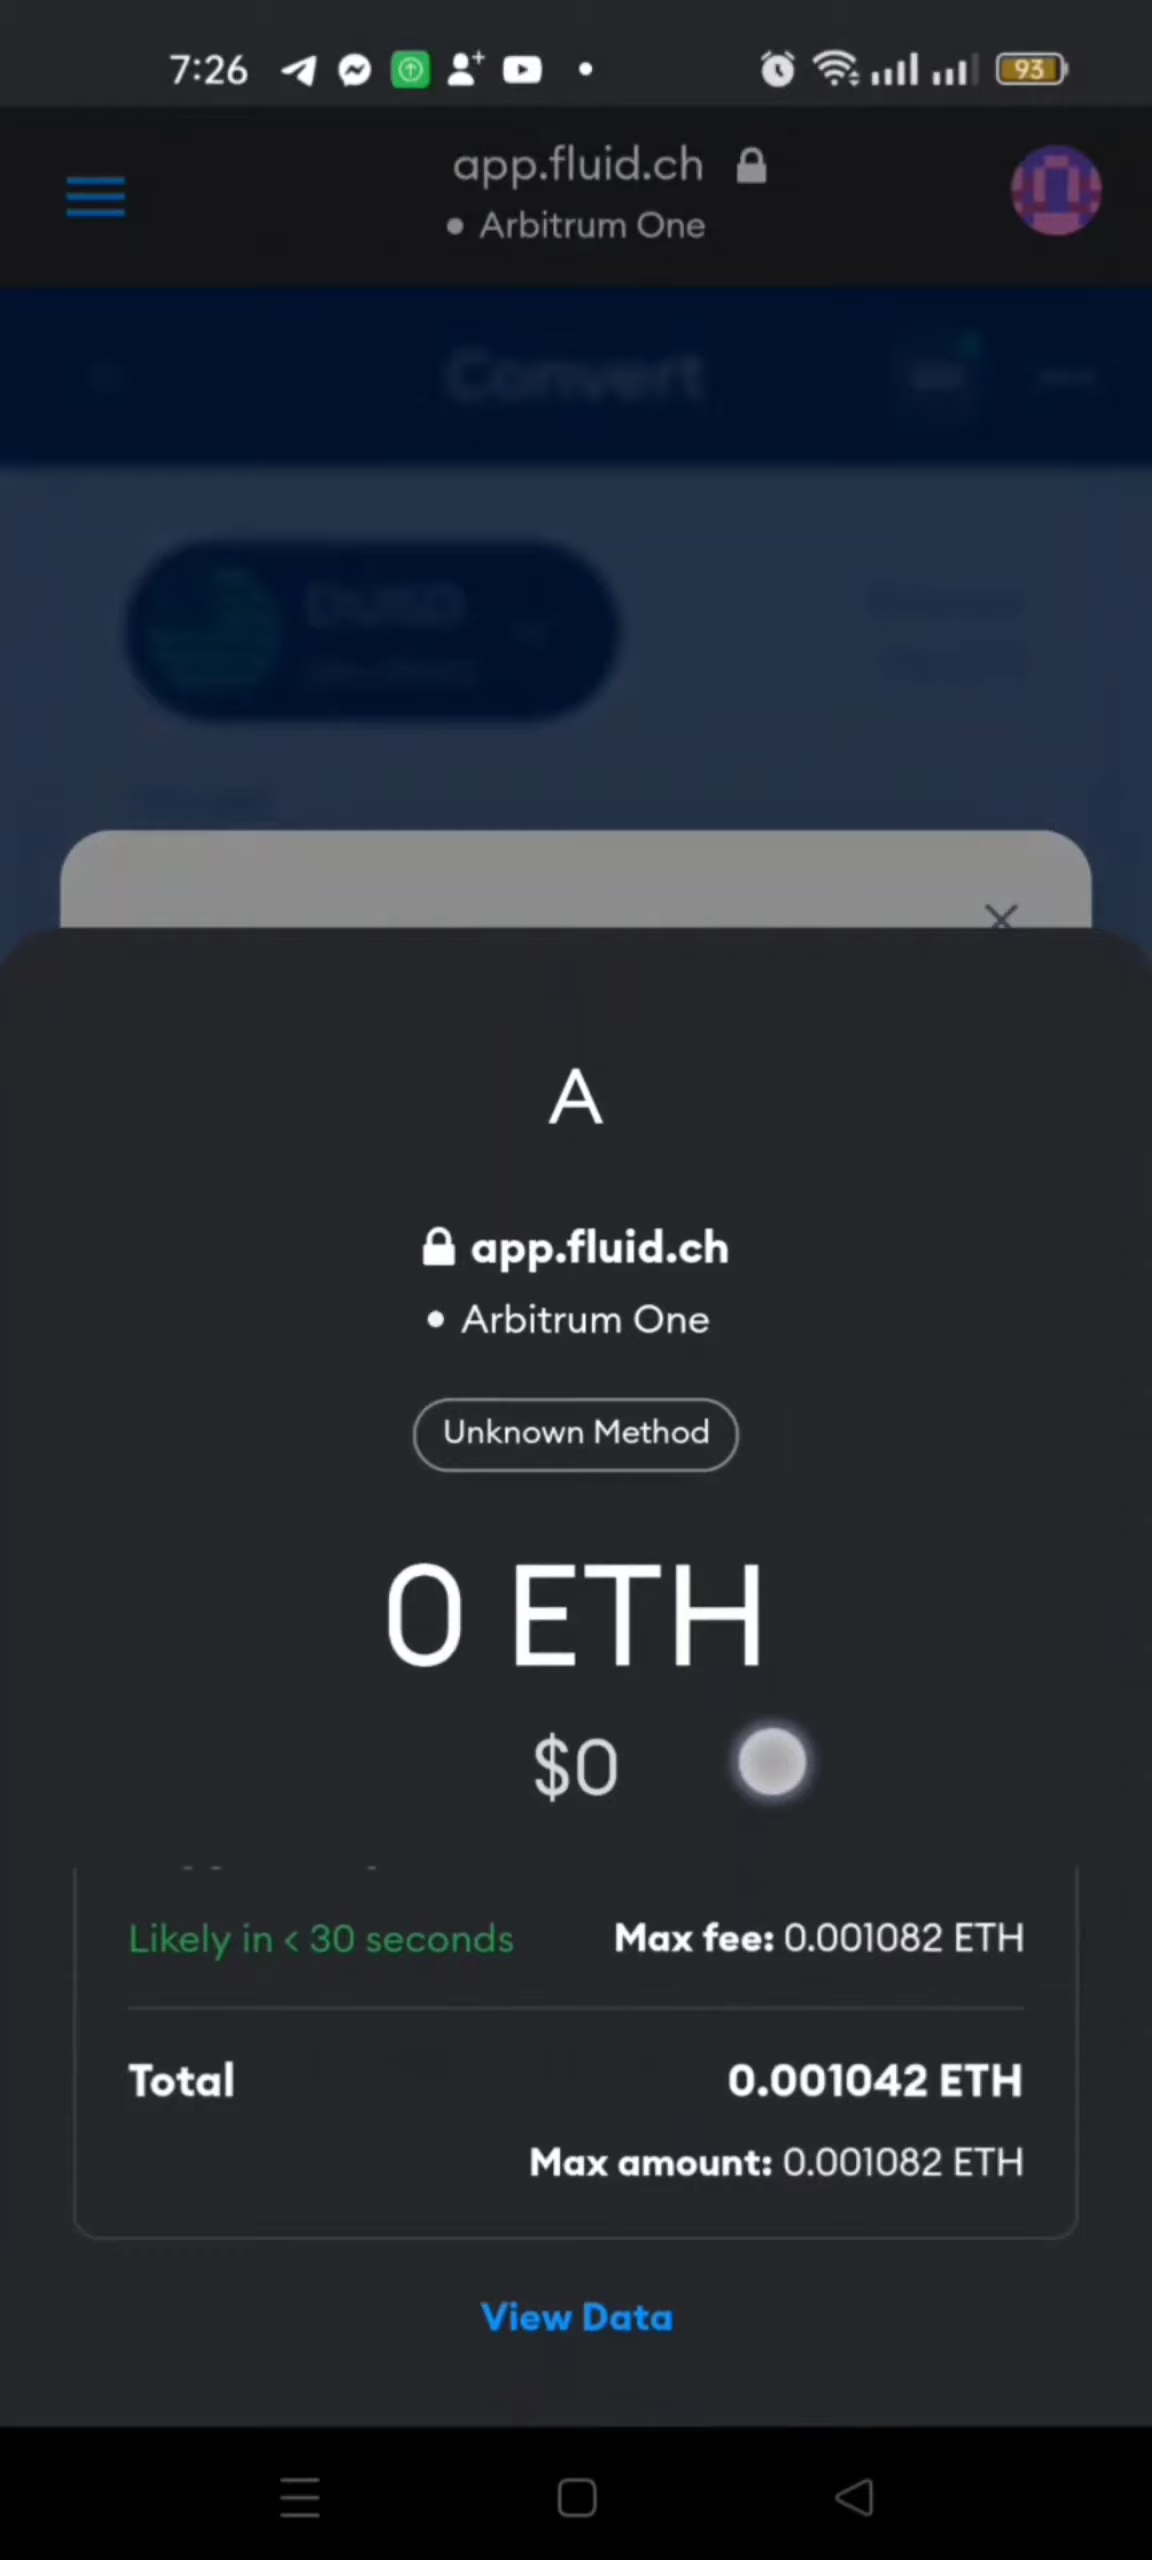 7:26
93
app.fluid.ch
Arbitrum One
Convert
A
app.fluid.ch
Arbitrum One
Unknown Method
0 ETH
$0
Likely in < 30 seconds
Max fee: 0.001082 ETH
Total
0.001042 ETH
Max amount: 0.001082 ETH
View Data